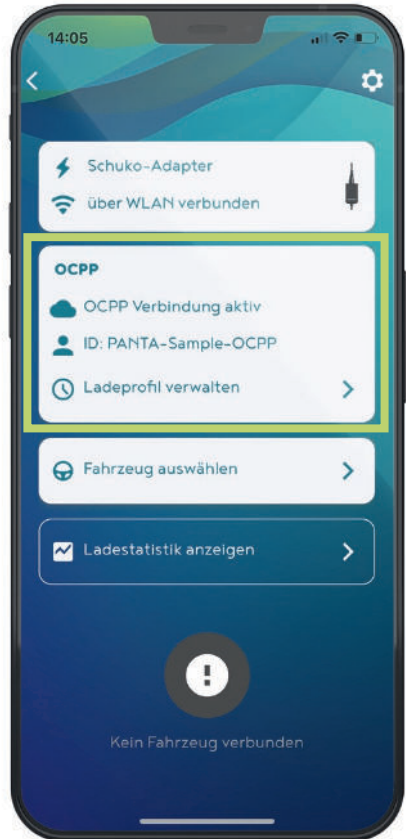 14:05
Schuko-Adapter
über WLAN verbunden
OCPP
OCPP Verbindung aktiv
ID: PANTA-Sample-OCPP
Ladeprofil verwalten
Fahrzeug auswählen
Ladestatistik anzeigen
Kein Fahrzeug verbunden